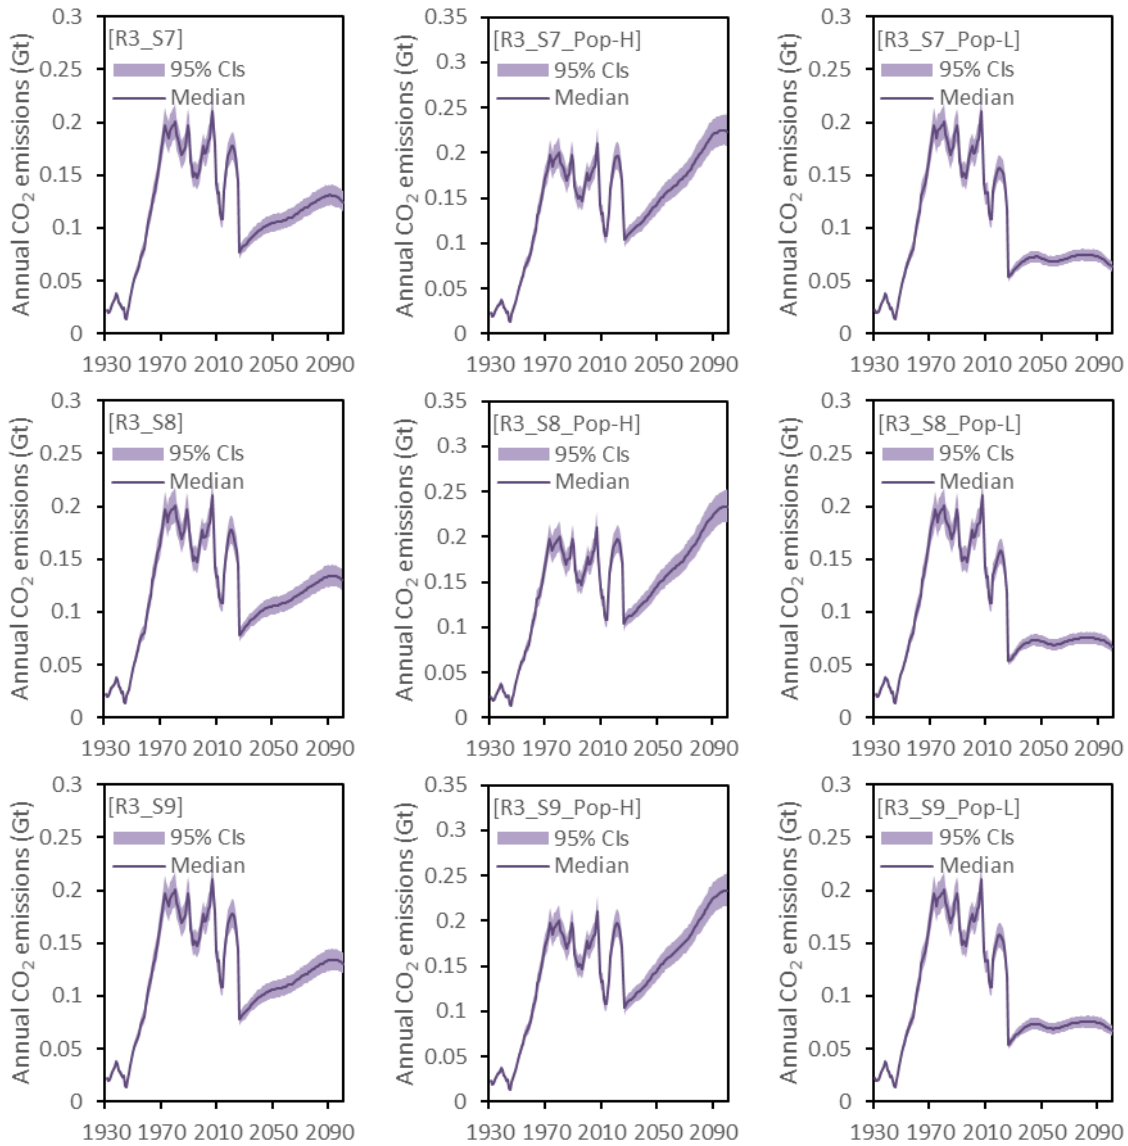 Annual CO₂ emissions (Gt)
0.3
0.25
0.2
0.15
0.1
0.05
0
[R3_S7]
95% CIs
Median
1930 1970 2010 2050 2090
Annual CO₂ emissions (Gt)
0.35
0.3
0.25
0.2
0.15
0.1
0.05
0
[R3_S7_Pop-H]
95% CIs
Median
1930 1970 2010 2050 2090
Annual CO₂ emissions (Gt)
0.3
0.25
0.2
0.15
0.1
0.05
0
[R3_S7_Pop-L]
95% CIs
Median
1930 1970 2010 2050 2090
Annual CO₂ emissions (Gt)
0.3
0.25
0.2
0.15
0.1
0.05
0
[R3_S8]
95% CIs
Median
1930 1970 2010 2050 2090
Annual CO₂ emissions (Gt)
0.35
0.3
0.25
0.2
0.15
0.1
0.05
0
[R3_S8_Pop-H]
95% CIs
Median
1930 1970 2010 2050 2090
Annual CO₂ emissions (Gt)
0.3
0.25
0.2
0.15
0.1
0.05
0
[R3_S8_Pop-L]
95% CIs
Median
1930 1970 2010 2050 2090
Annual CO₂ emissions (Gt)
0.3
0.25
0.2
0.15
0.1
0.05
0
[R3_S9]
95% CIs
Median
1930 1970 2010 2050 2090
Annual CO₂ emissions (Gt)
0.35
0.3
0.25
0.2
0.15
0.1
0.05
0
[R3_S9_Pop-H]
95% CIs
Median
1930 1970 2010 2050 2090
Annual CO₂ emissions (Gt)
0.3
0.25
0.2
0.15
0.1
0.05
0
[R3_S9_Pop-L]
95% CIs
Median
1930 1970 2010 2050 2090